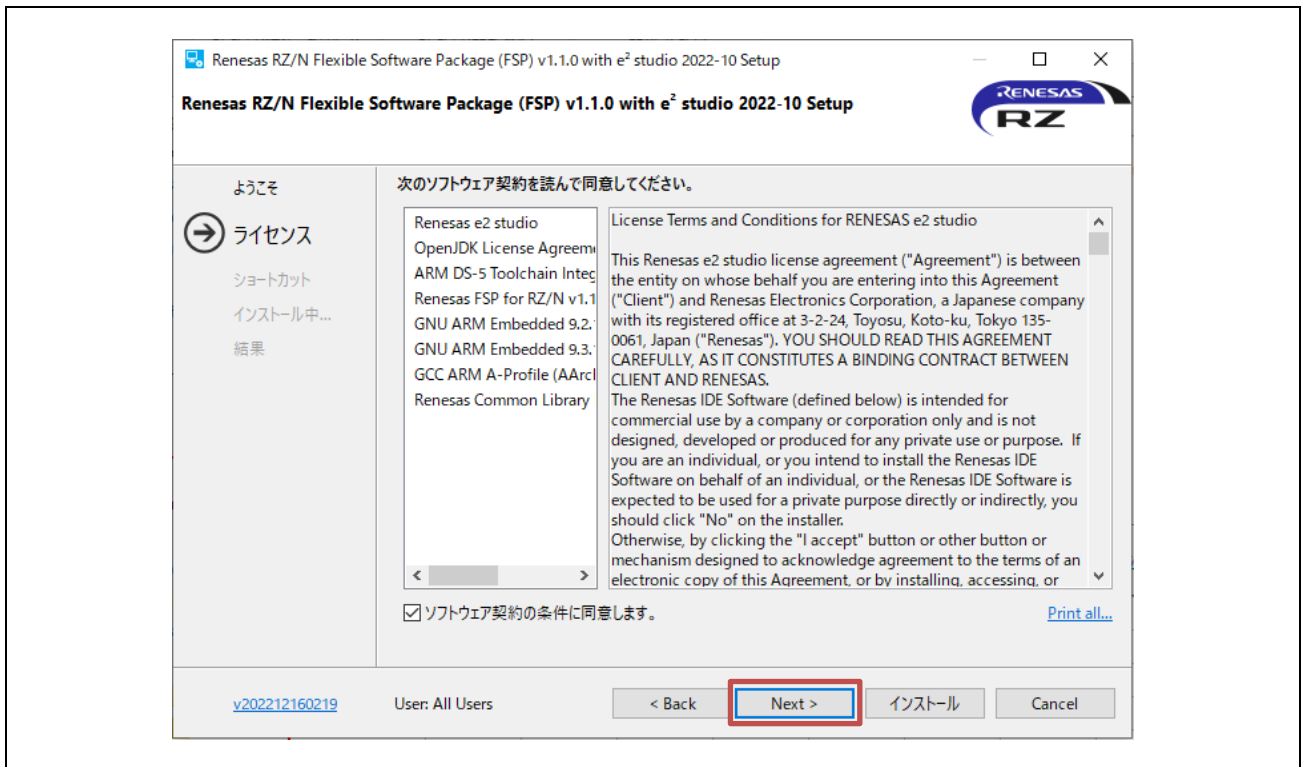 Renesas RZ/N Flexible Software Package (FSP) v1.1.0 with e² studio 2022-10 Setup
Renesas RZ/N Flexible Software Package (FSP) v1.1.0 with e² studio 2022-10 Setup
RENESAS
RZ
ようこそ
ライセンス
ショートカット
インストール中...
結果
次のソフトウェア契約を読んで同意してください。
Renesas e2 studio
OpenJDK License Agreem
ARM DS-5 Toolchain Integ
Renesas FSP for RZ/N v1.1
GNU ARM Embedded 9.2.
GNU ARM Embedded 9.3.
GCC ARM A-Profile (AArcl
Renesas Common Library
License Terms and Conditions for RENESAS e2 studio
This Renesas e2 studio license agreement ("Agreement") is between
the entity on whose behalf you are entering into this Agreement
("Client") and Renesas Electronics Corporation, a Japanese company
with its registered office at 3-2-24, Toyosu, Koto-ku, Tokyo 135-
0061, Japan ("Renesas"). YOU SHOULD READ THIS AGREEMENT
CAREFULLY, AS IT CONSTITUTES A BINDING CONTRACT BETWEEN
CLIENT AND RENESAS.
The Renesas IDE Software (defined below) is intended for
commercial use by a company or corporation only and is not
designed, developed or produced for any private use or purpose. If
you are an individual, or you intend to install the Renesas IDE
Software on behalf of an individual, or the Renesas IDE Software is
expected to be used for a private purpose directly or indirectly, you
should click "No" on the installer.
Otherwise, by clicking the "I accept" button or other button or
mechanism designed to acknowledge agreement to the terms of an
electronic copy of this Agreement, or by installing, accessing, or
ソフトウェア契約の条件に同意します。
Print all...
v202212160219
User: All Users
< Back
Next >
インストール
Cancel